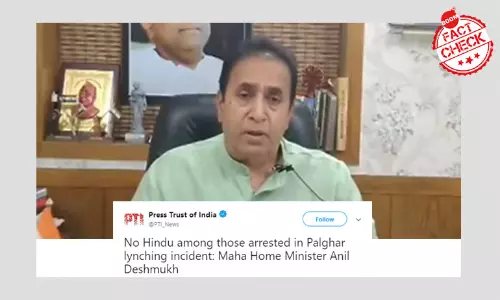 BOOM
FACT
CHECK
PTI Press Trust of India
@PTI_News
Follow
No Hindu among those arrested in Palghar
lynching incident: Maha Home Minister Anil
Deshmukh